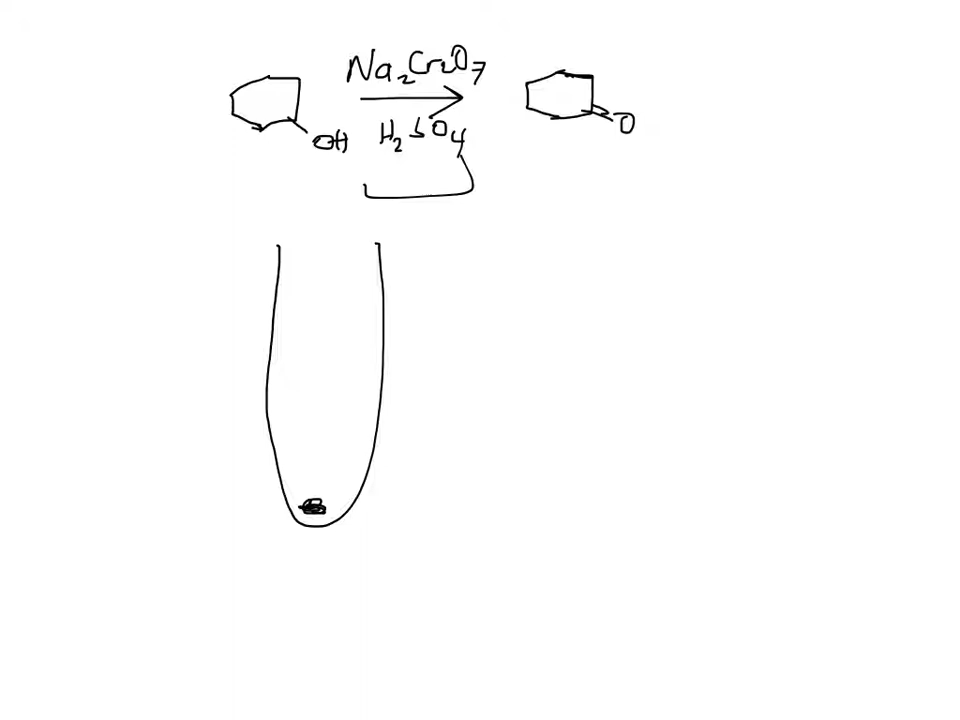 Na₂Cr₂O₇
OH
H₂SO₄
O